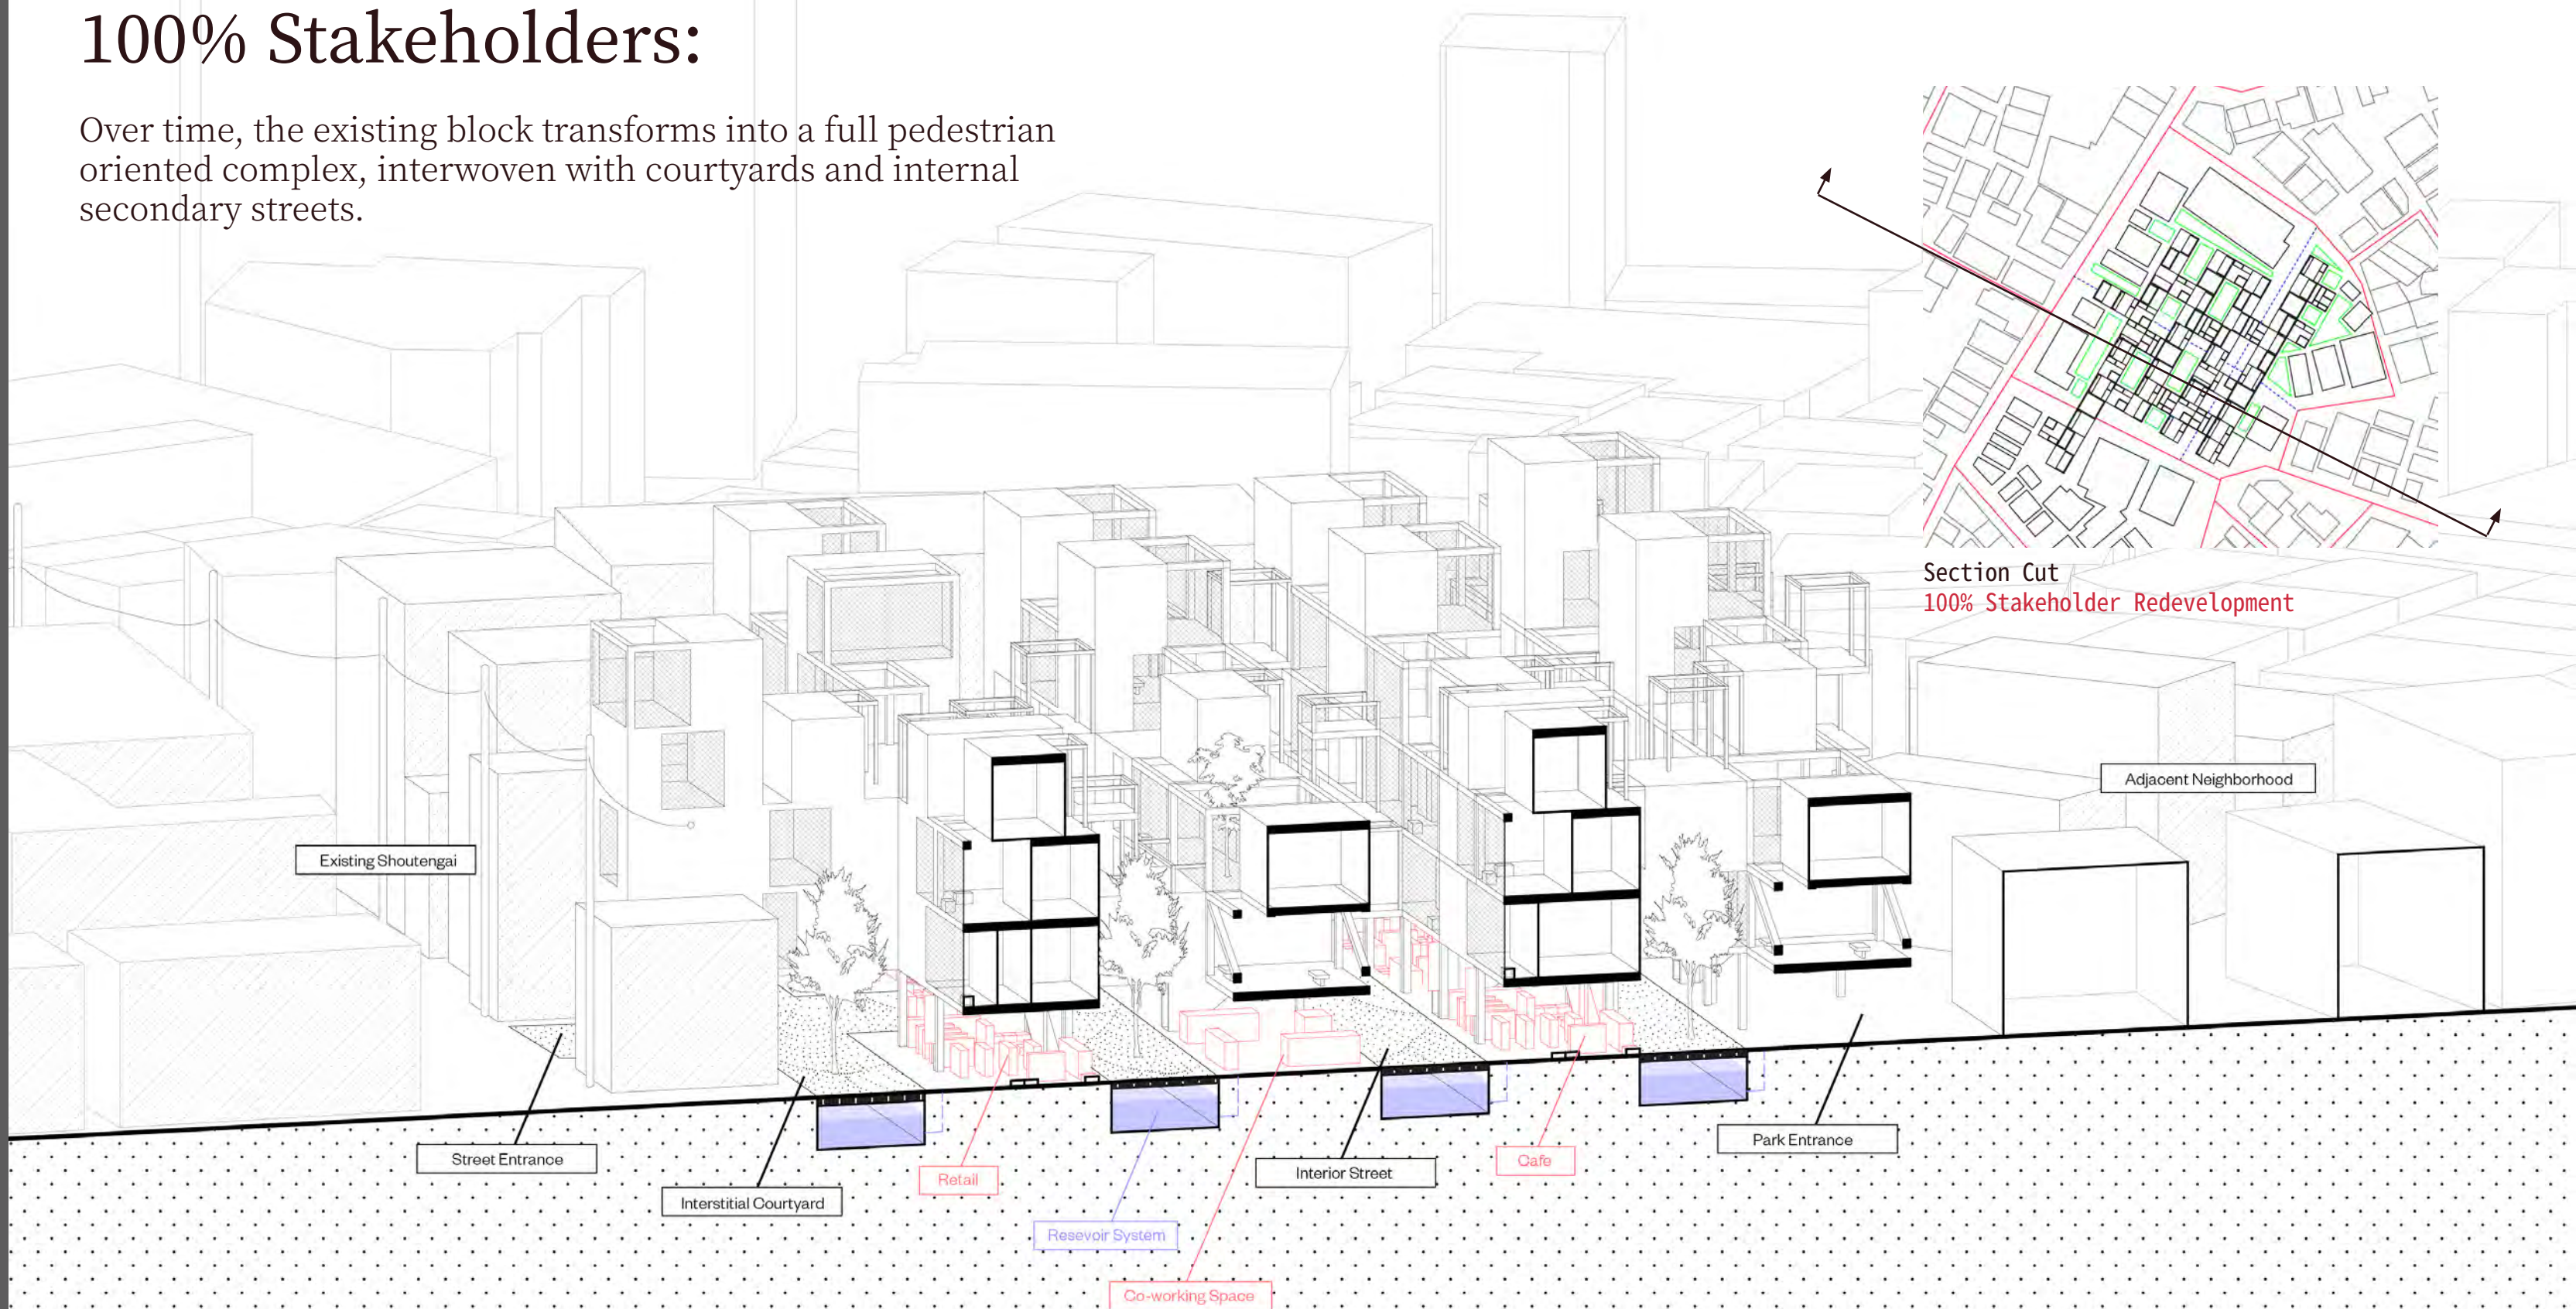 100% Stakeholders:
Over time, the existing block transforms into a full pedestrian
oriented complex, interwoven with courtyards and internal
secondary streets.
Section Cut
100% Stakeholder Redevelopment
Adjacent Neighborhood
Existing Shoutengai
Street Entrance
Interstitial Courtyard
Retail
Resevoir System
Co-working Space
Interior Street
Cafe
Park Entrance